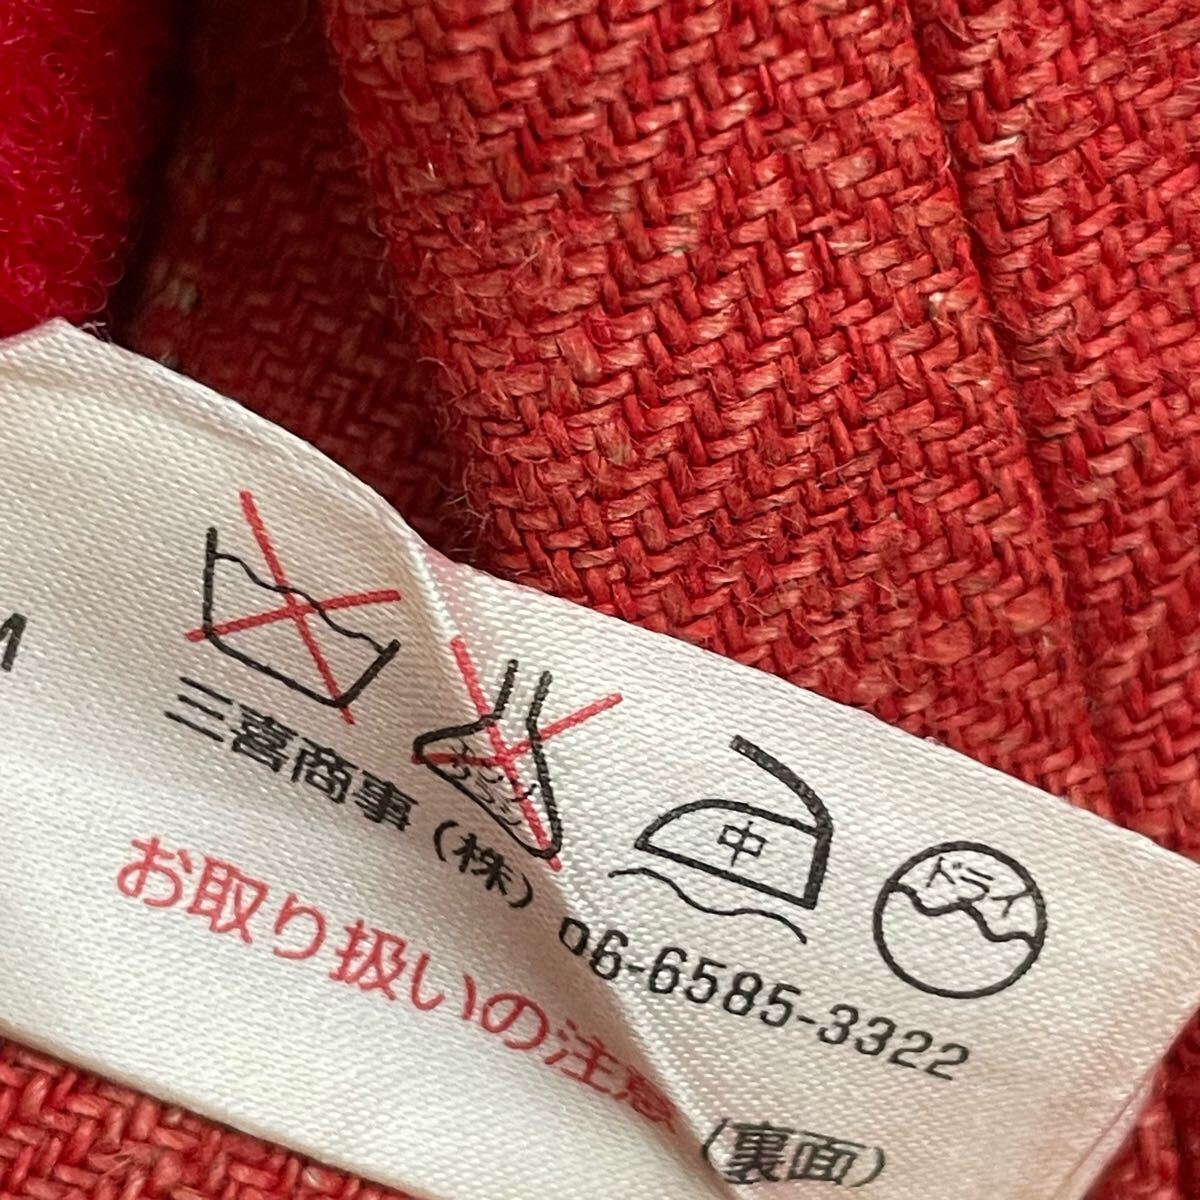 中
ドライ
三喜商事(株) 06-6585-3322
お取り扱いの注意 (裏面)